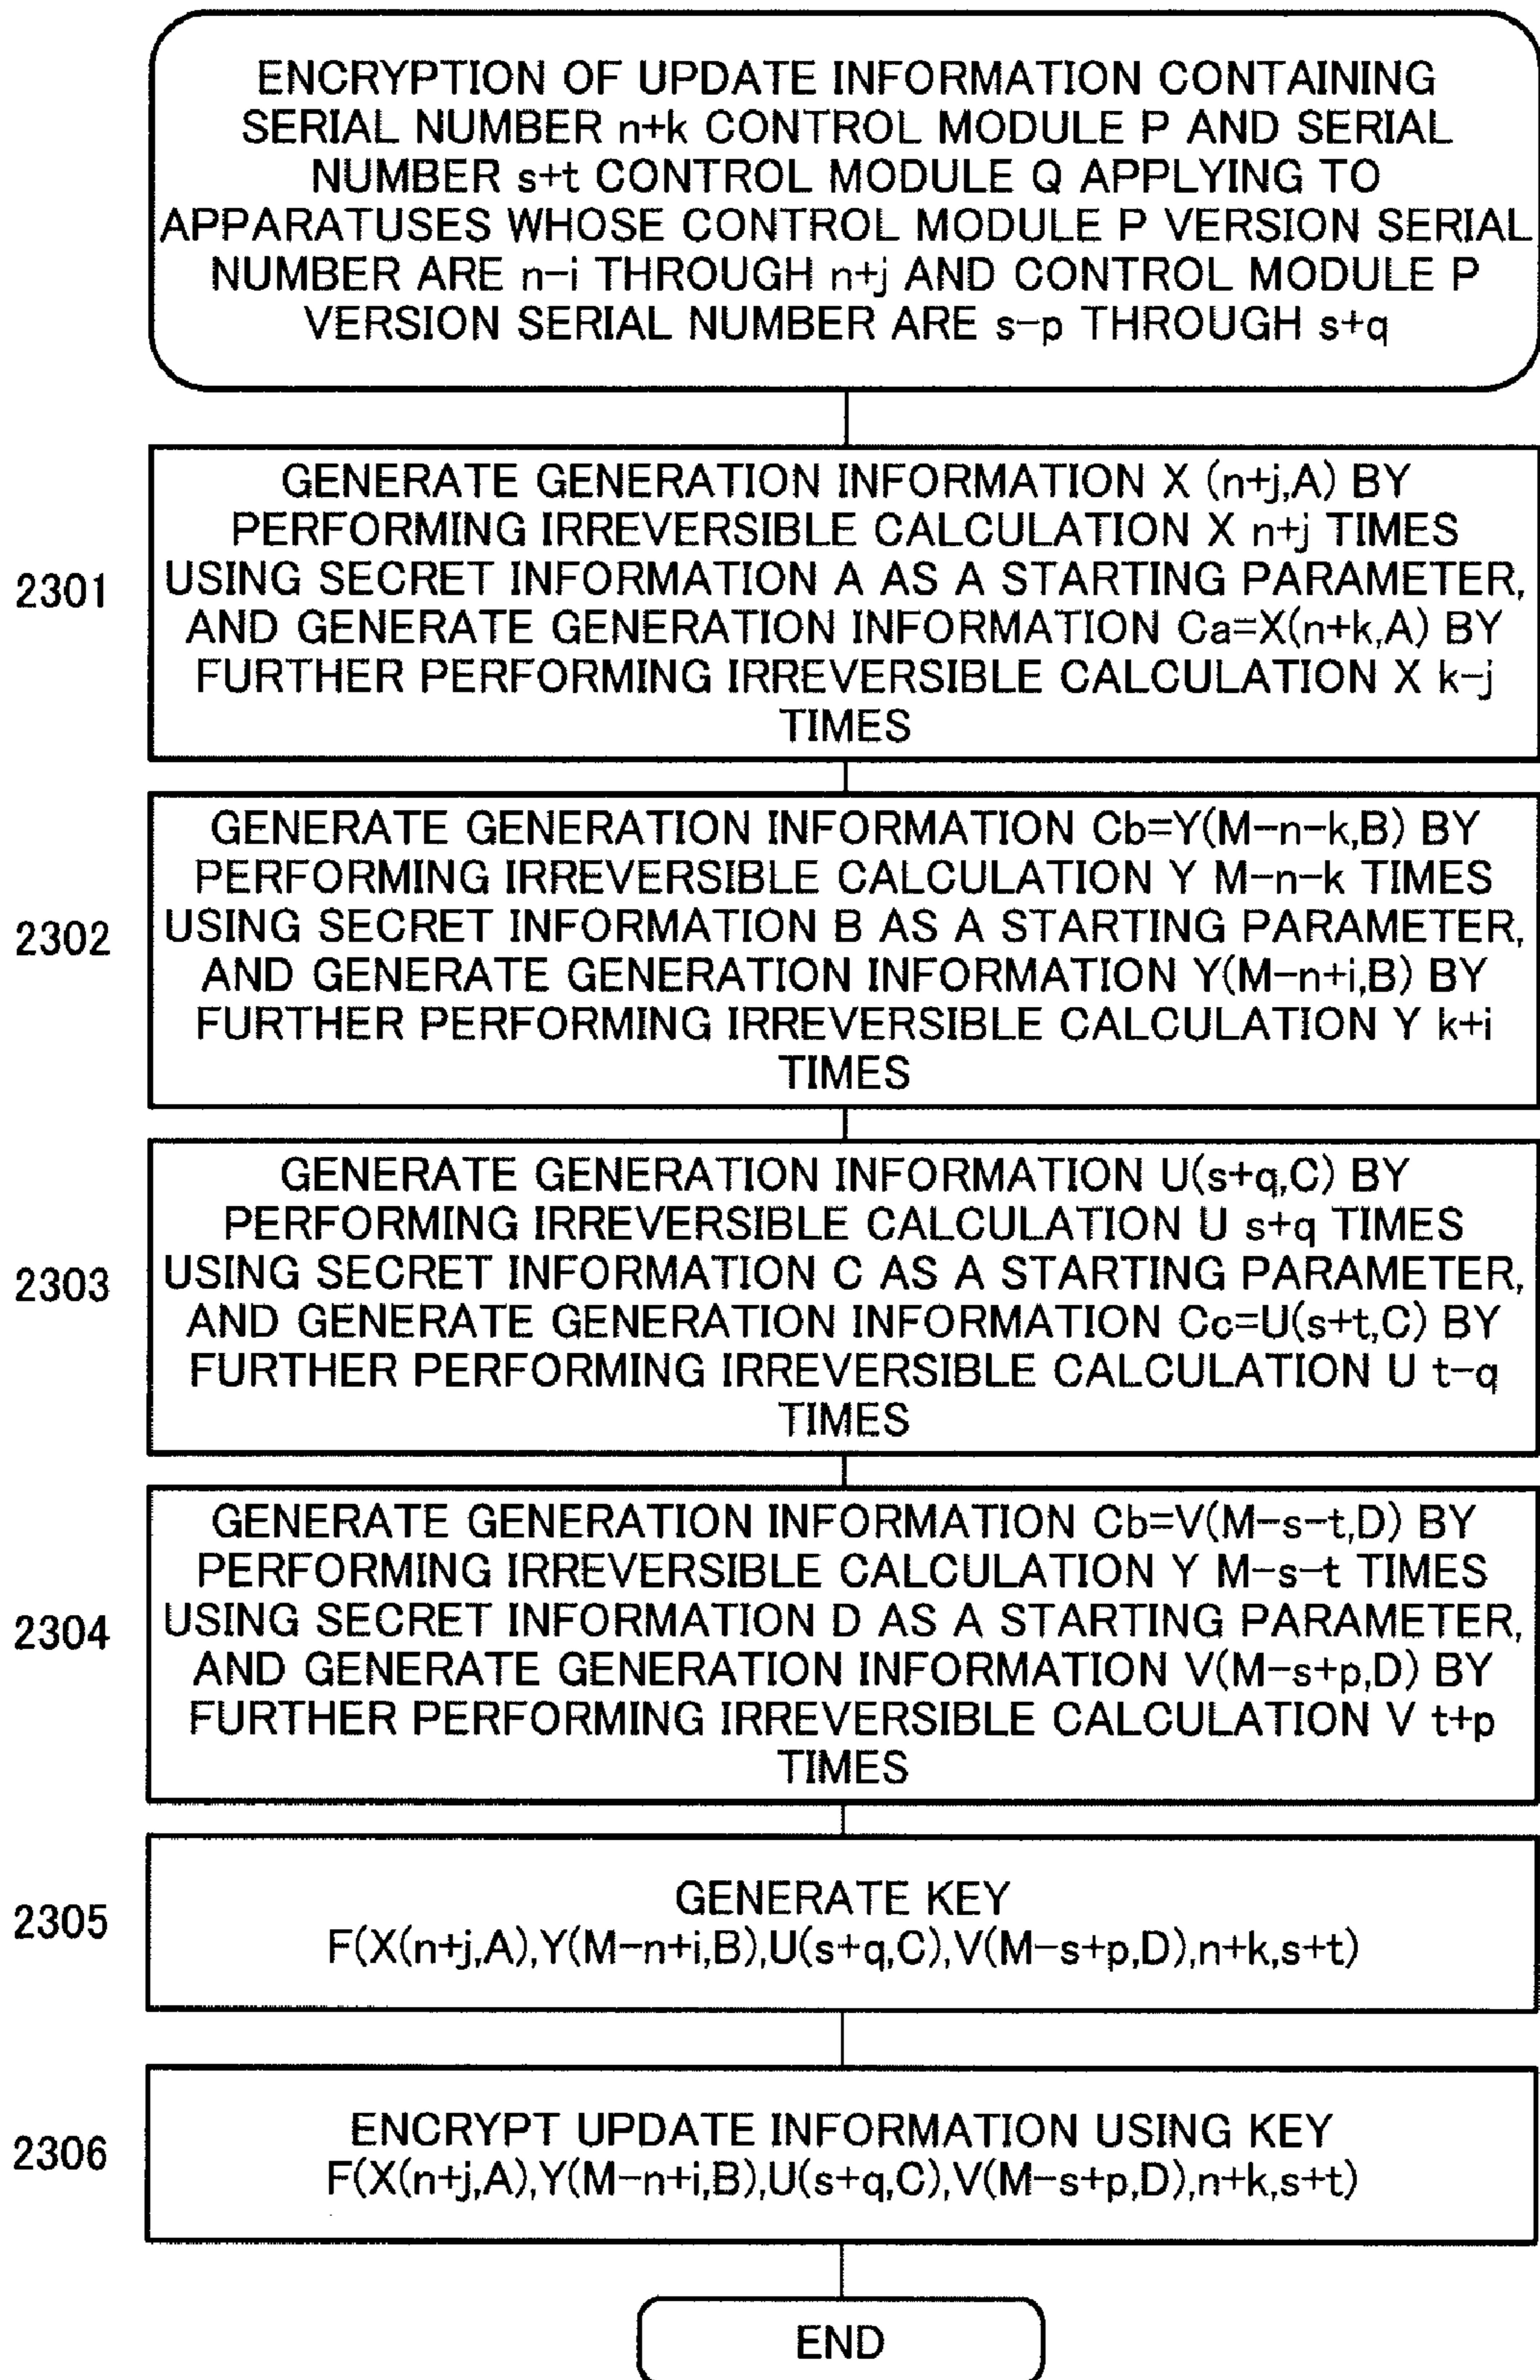 ENCRYPTION OF UPDATE INFORMATION CONTAINING
SERIAL NUMBER n+k CONTROL MODULE P AND SERIAL
NUMBER s+t CONTROL MODULE Q APPLYING TO
APPARATUSES WHOSE CONTROL MODULE P VERSION SERIAL
NUMBER ARE n-i THROUGH n+j AND CONTROL MODULE P
VERSION SERIAL NUMBER ARE s-p THROUGH s+q
2301
GENERATE GENERATION INFORMATION X (n+j,A) BY
PERFORMING IRREVERSIBLE CALCULATION X n+j TIMES
USING SECRET INFORMATION A AS A STARTING PARAMETER,
AND GENERATE GENERATION INFORMATION Ca=X(n+k,A) BY
FURTHER PERFORMING IRREVERSIBLE CALCULATION X k-j
TIMES
2302
GENERATE GENERATION INFORMATION Cb=Y(M-n-k,B) BY
PERFORMING IRREVERSIBLE CALCULATION Y M-n-k TIMES
USING SECRET INFORMATION B AS A STARTING PARAMETER,
AND GENERATE GENERATION INFORMATION Y(M-n+i,B) BY
FURTHER PERFORMING IRREVERSIBLE CALCULATION Y k+i
TIMES
2303
GENERATE GENERATION INFORMATION U(s+q,C) BY
PERFORMING IRREVERSIBLE CALCULATION U s+q TIMES
USING SECRET INFORMATION C AS A STARTING PARAMETER,
AND GENERATE GENERATION INFORMATION Cc=U(s+t,C) BY
FURTHER PERFORMING IRREVERSIBLE CALCULATION U t-q
TIMES
2304
GENERATE GENERATION INFORMATION Cb=V(M-s-t,D) BY
PERFORMING IRREVERSIBLE CALCULATION Y M-s-t TIMES
USING SECRET INFORMATION D AS A STARTING PARAMETER,
AND GENERATE GENERATION INFORMATION V(M-s+p,D) BY
FURTHER PERFORMING IRREVERSIBLE CALCULATION V t+p
TIMES
2305
GENERATE KEY
F(X(n+j,A),Y(M-n+i,B),U(s+q,C),V(M-s+p,D),n+k,s+t)
2306
ENCRYPT UPDATE INFORMATION USING KEY
F(X(n+j,A),Y(M-n+i,B),U(s+q,C),V(M-s+p,D),n+k,s+t)
END